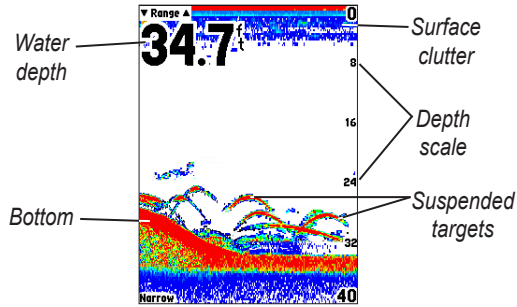 ▼ Range ▲
0
Water
depth
34.7 ft
Surface
clutter
8
16
Depth
scale
24
Suspended
targets
Bottom
32
Narrow
40